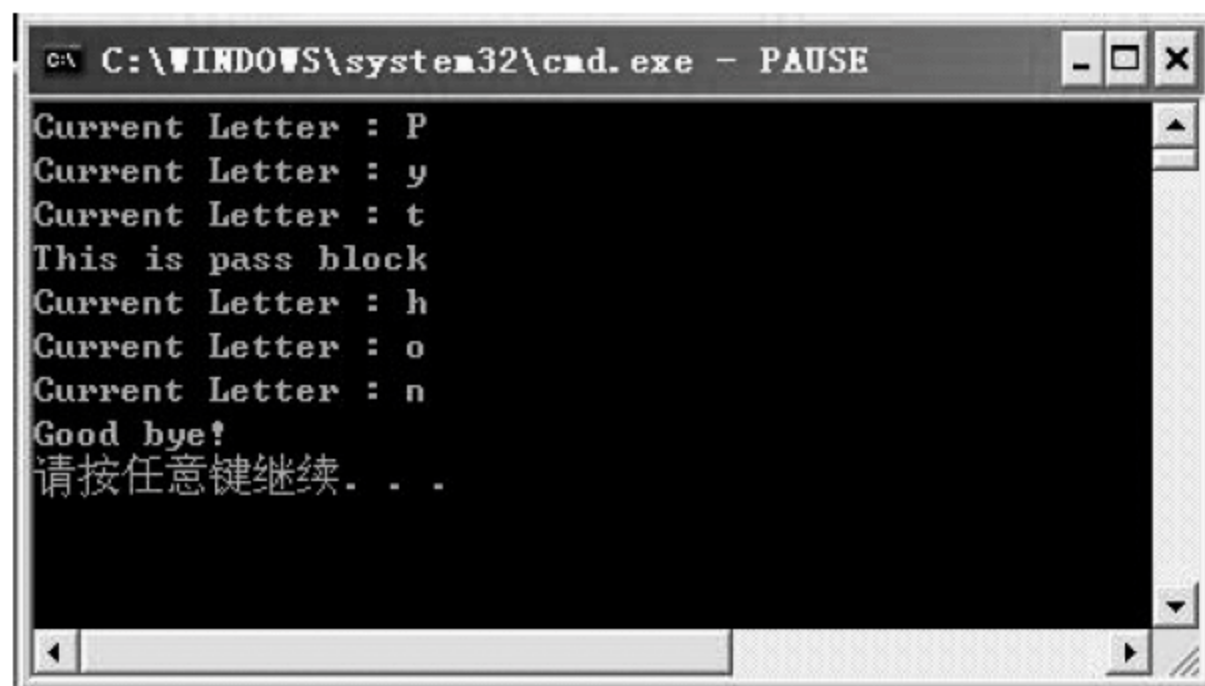 C:\WINDOWS\system32\cmd.exe - PAUSE
Current Letter : P
Current Letter : y
Current Letter : t
This is pass block
Current Letter : h
Current Letter : o
Current Letter : n
Good bye!
请按任意键继续. . .